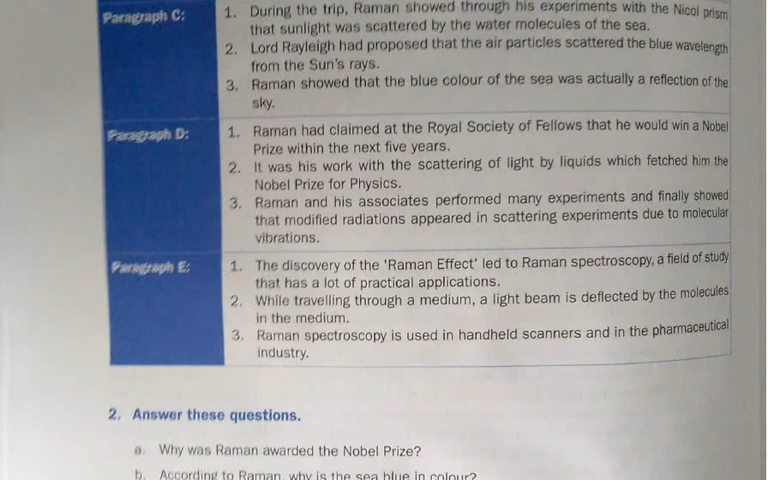 Paragraph C:
1. During the trip, Raman showed through his experiments with the Nicol prism
that sunlight was scattered by the water molecules of the sea.
2. Lord Rayleigh had proposed that the air particles scattered the blue wavelength
from the Sun's rays.
3. Raman showed that the blue colour of the sea was actually a reflection of the
sky.
Paragraph D:
1. Raman had claimed at the Royal Society of Fellows that he would win a Nobel
Prize within the next five years.
2. It was his work with the scattering of light by liquids which fetched him the
Nobel Prize for Physics.
3. Raman and his associates performed many experiments and finally showed
that modified radiations appeared in scattering experiments due to molecular
vibrations.
Paragraph E:
1. The discovery of the 'Raman Effect' led to Raman spectroscopy, a field of study
that has a lot of practical applications.
2. While travelling through a medium, a light beam is deflected by the molecules
in the medium.
3. Raman spectroscopy is used in handheld scanners and in the pharmaceutical
industry.
2. Answer these questions.
a. Why was Raman awarded the Nobel Prize?
b. According to Raman, why is the sea blue in colour?